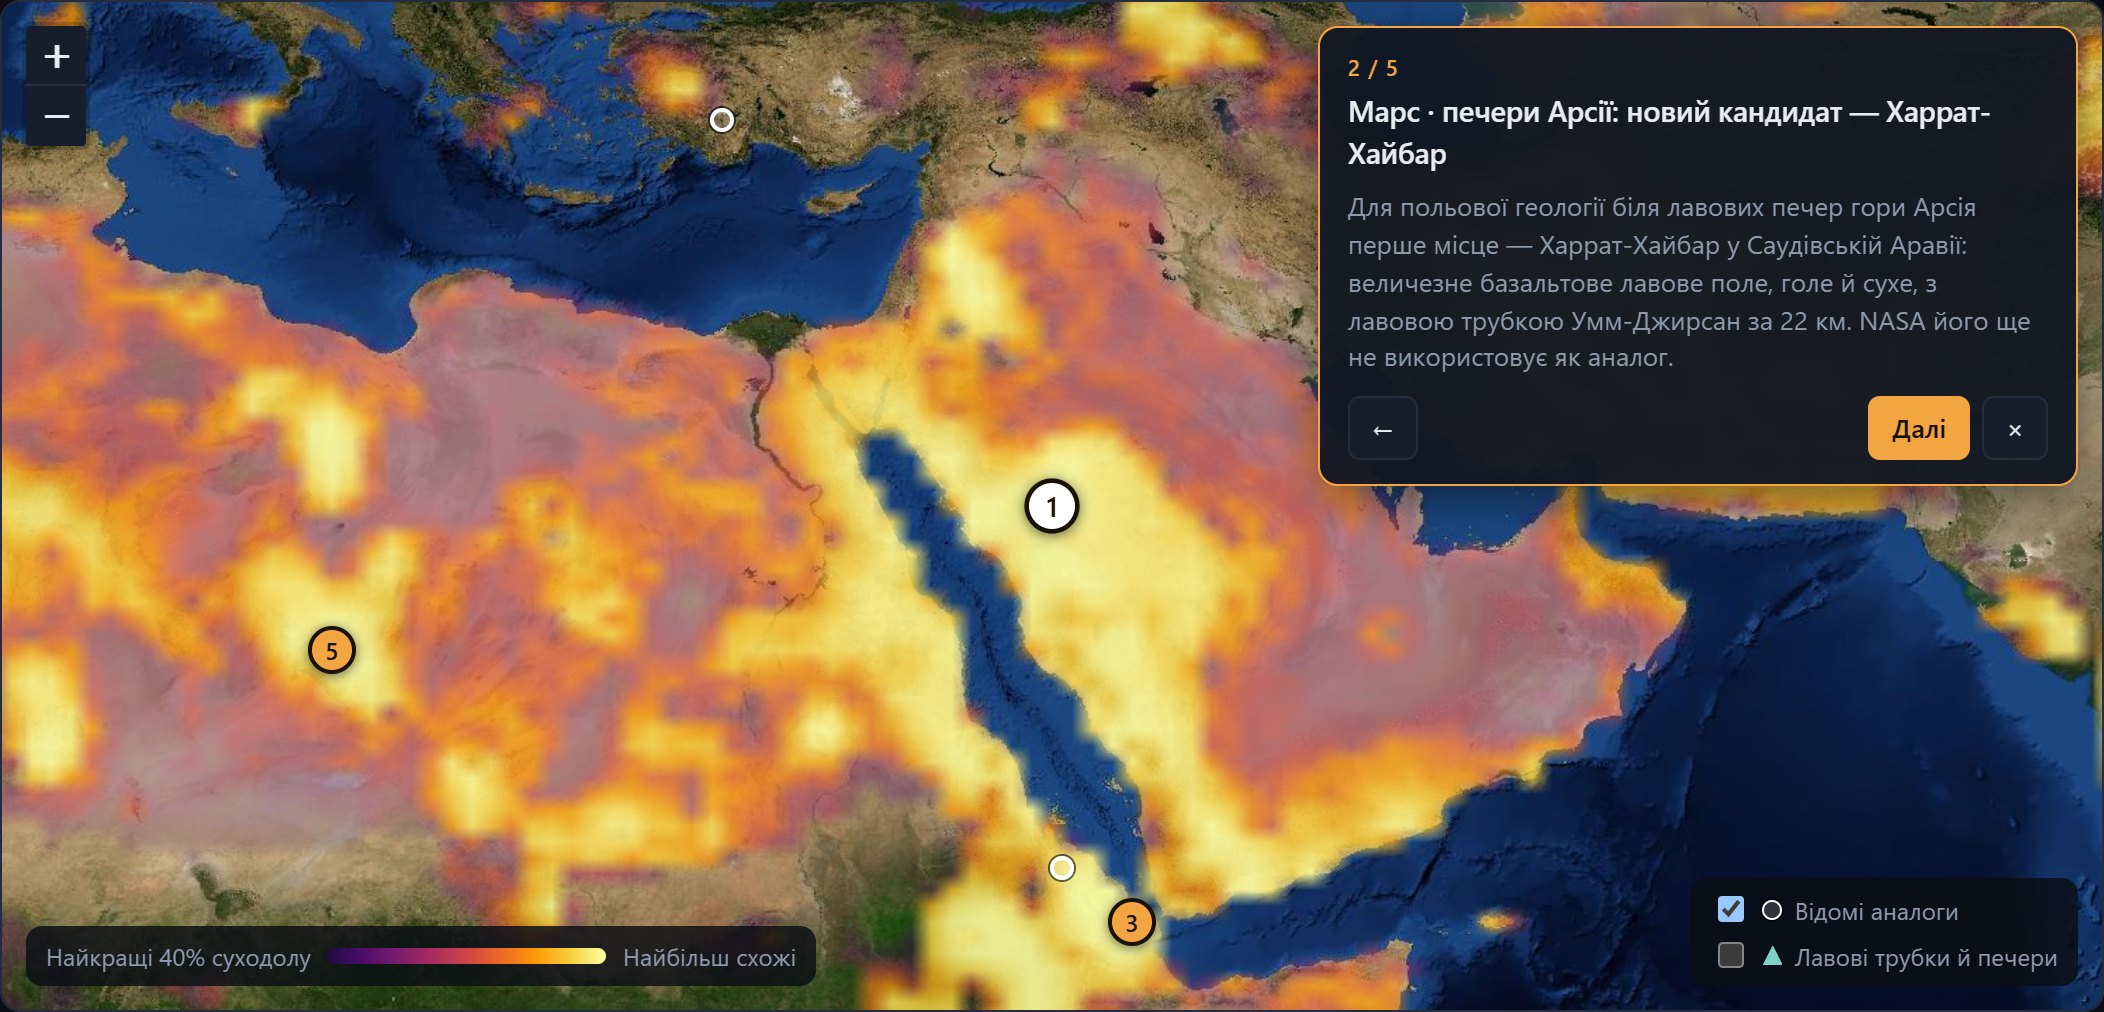 +
−
2 / 5
Марс · печери Арсії: новий кандидат — Харрат-
Хайбар
Для польової геології біля лавових печер гори Арсія
перше місце — Харрат-Хайбар у Саудівській Аравії:
величезне базальтове лавове поле, голе й сухе, з
лавовою трубкою Умм-Джирсан за 22 км. NASA його ще
не використовує як аналог.
← Далі ×
1
5
3
Найкращі 40% суходолу Найбільш схожі
Відомі аналоги
Лавові трубки й печери